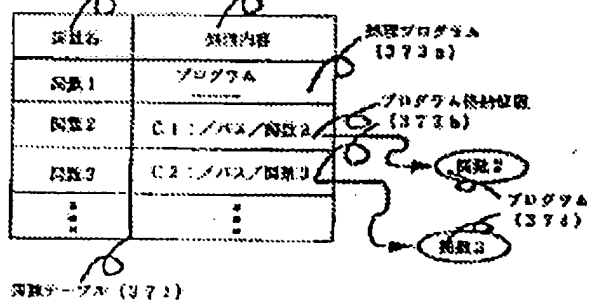 関数名 処理内容
関数1 プログラム
処理プログラム
(373a)
関数2 C1:/パス/関数2
プログラム格納位置
(373b)
関数3 C2:/パス/関数3
関数2
プログラム
関数3
関数テーブル (371)